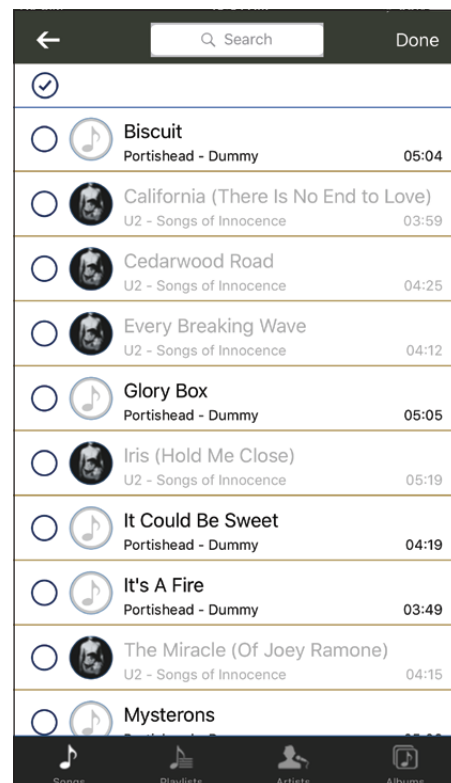 Search
Done
Biscuit
Portishead - Dummy
05:04
California (There Is No End to Love)
U2 - Songs of Innocence
03:59
Cedarwood Road
U2 - Songs of Innocence
04:25
Every Breaking Wave
U2 - Songs of Innocence
04:12
Glory Box
Portishead - Dummy
05:05
Iris (Hold Me Close)
U2 - Songs of Innocence
05:19
It Could Be Sweet
Portishead - Dummy
04:19
It's A Fire
Portishead - Dummy
03:49
The Miracle (Of Joey Ramone)
U2 - Songs of Innocence
04:15
Mysterons
Songs
Playlists
Artists
Albums